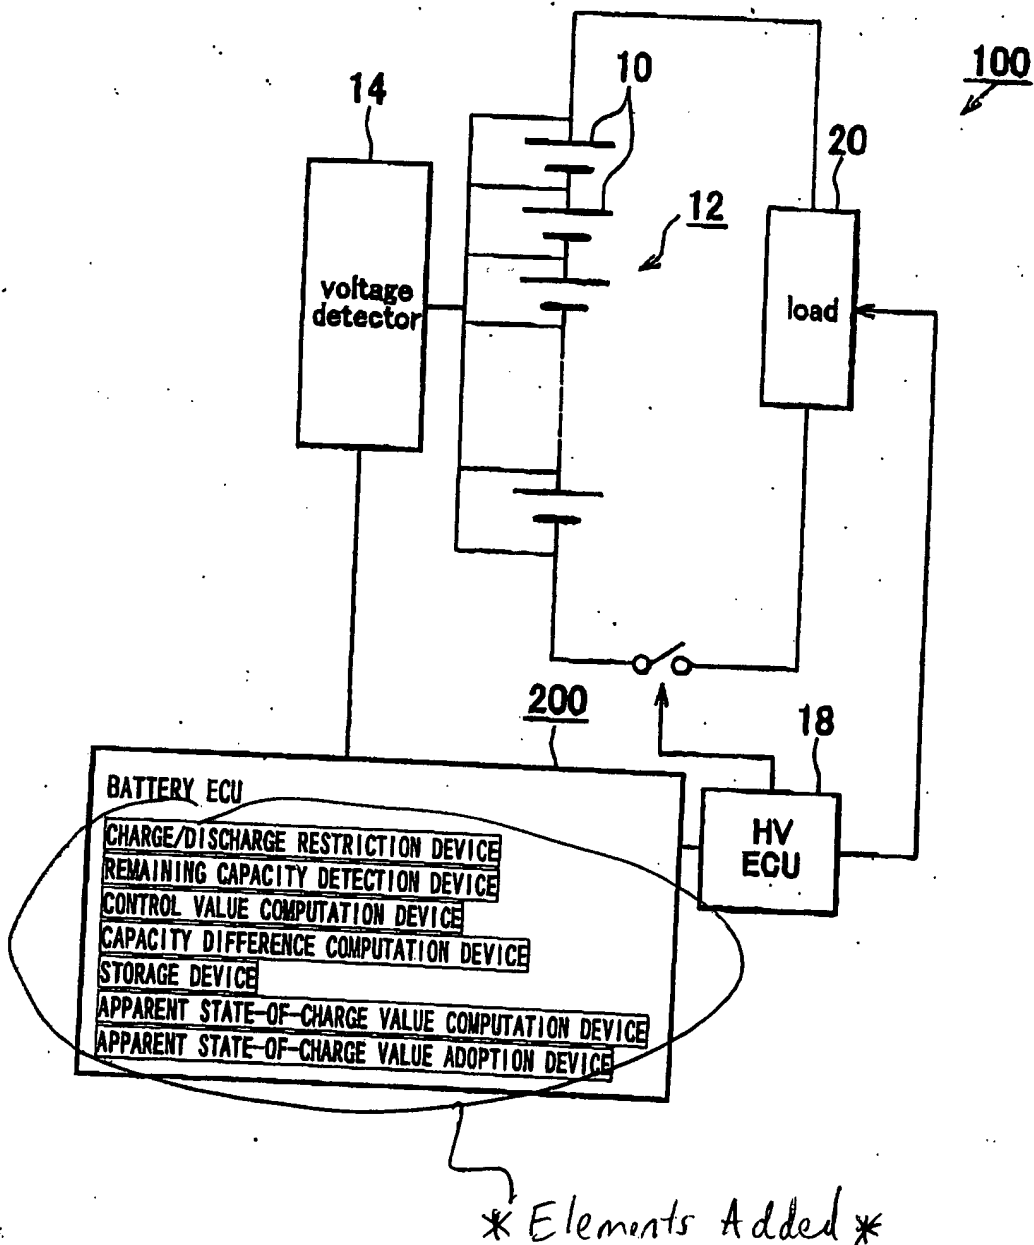 100
10
14
20
12
voltage
detector
load
200
18
BATTERY ECU
CHARGE/DISCHARGE RESTRICTION DEVICE
REMAINING CAPACITY DETECTION DEVICE
CONTROL VALUE COMPUTATION DEVICE
CAPACITY DIFFERENCE COMPUTATION DEVICE
STORAGE DEVICE
APPARENT STATE-OF-CHARGE VALUE COMPUTATION DEVICE
APPARENT STATE-OF-CHARGE VALUE ADOPTION DEVICE
HV
ECU
* Elements Added *